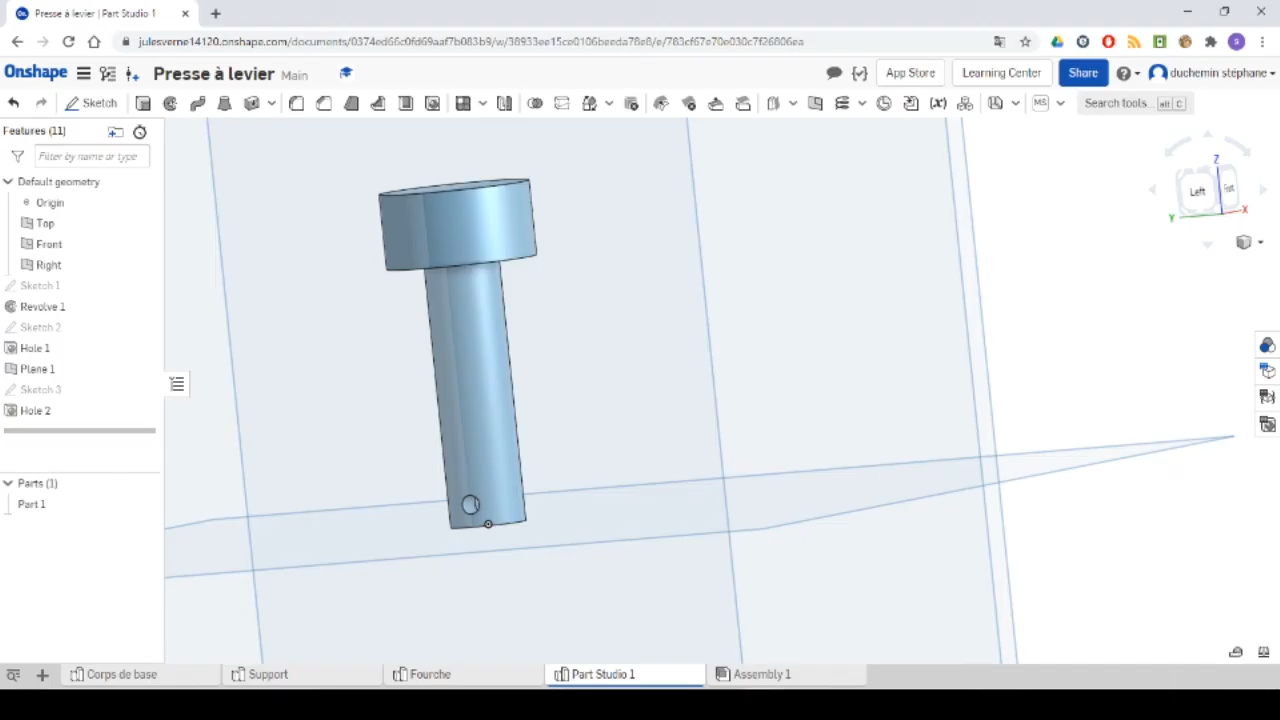 Presse à levier | Part Studio 1
julesverne14120.onshape.com/documents/0374ed66c0fd69aaf7b083b9/w/38933ee15ce0106beeda78e8/e/783cf67e70e030c7f26806ea
Onshape Presse à levier Main App Store Learning Center Share duchemin stéphane
Sketch MS Search tools... alt C
Features (11)
Filter by name or type
Default geometry
Origin
Top
Front
Right
Sketch 1
Revolve 1
Sketch 2
Hole 1
Plane 1
Sketch 3
Hole 2
Parts (1)
Part 1
Z
Left
Y
X
Corps de base Support Fourche Part Studio 1 Assembly 1